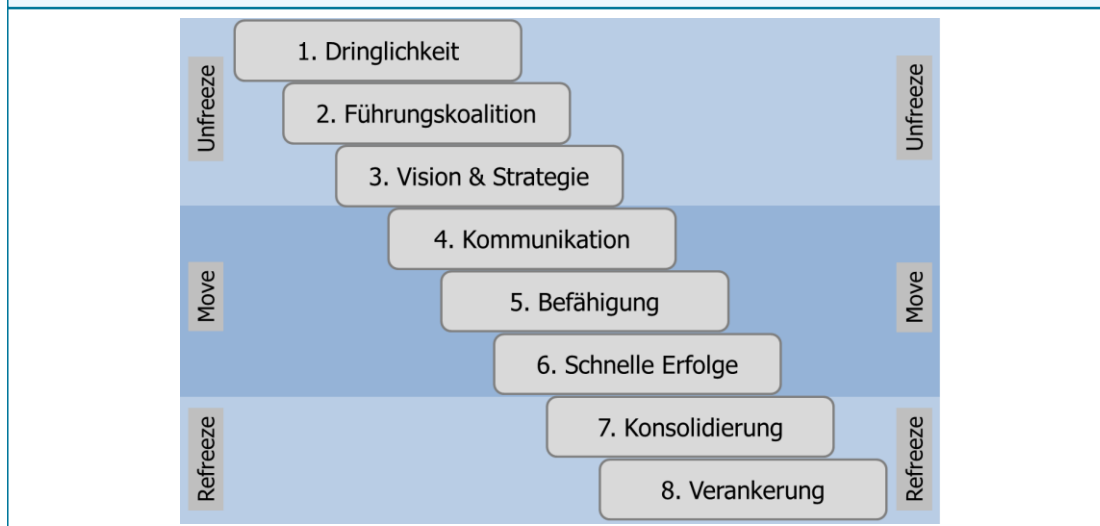 1. Dringlichkeit
2. Führungskoalition
3. Vision & Strategie
Unfreeze
Unfreeze
4. Kommunikation
5. Befähigung
6. Schnelle Erfolge
Move
Move
7. Konsolidierung
8. Verankerung
Refreeze
Refreeze